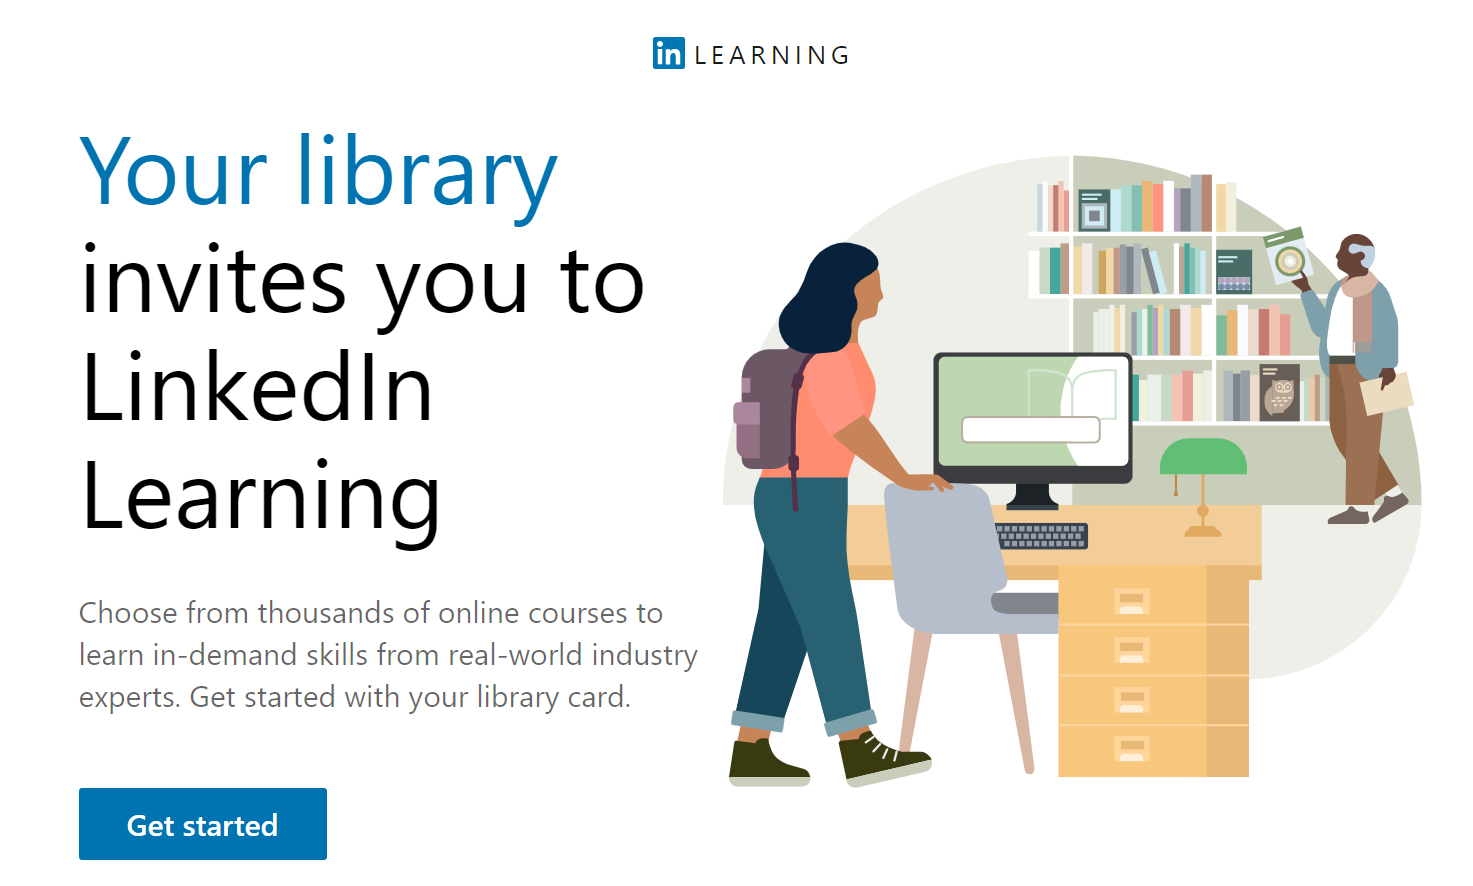 in LEARNING
Your library
invites you to
LinkedIn
Learning
Choose from thousands of online courses to
learn in-demand skills from real-world industry
experts. Get started with your library card.
Get started